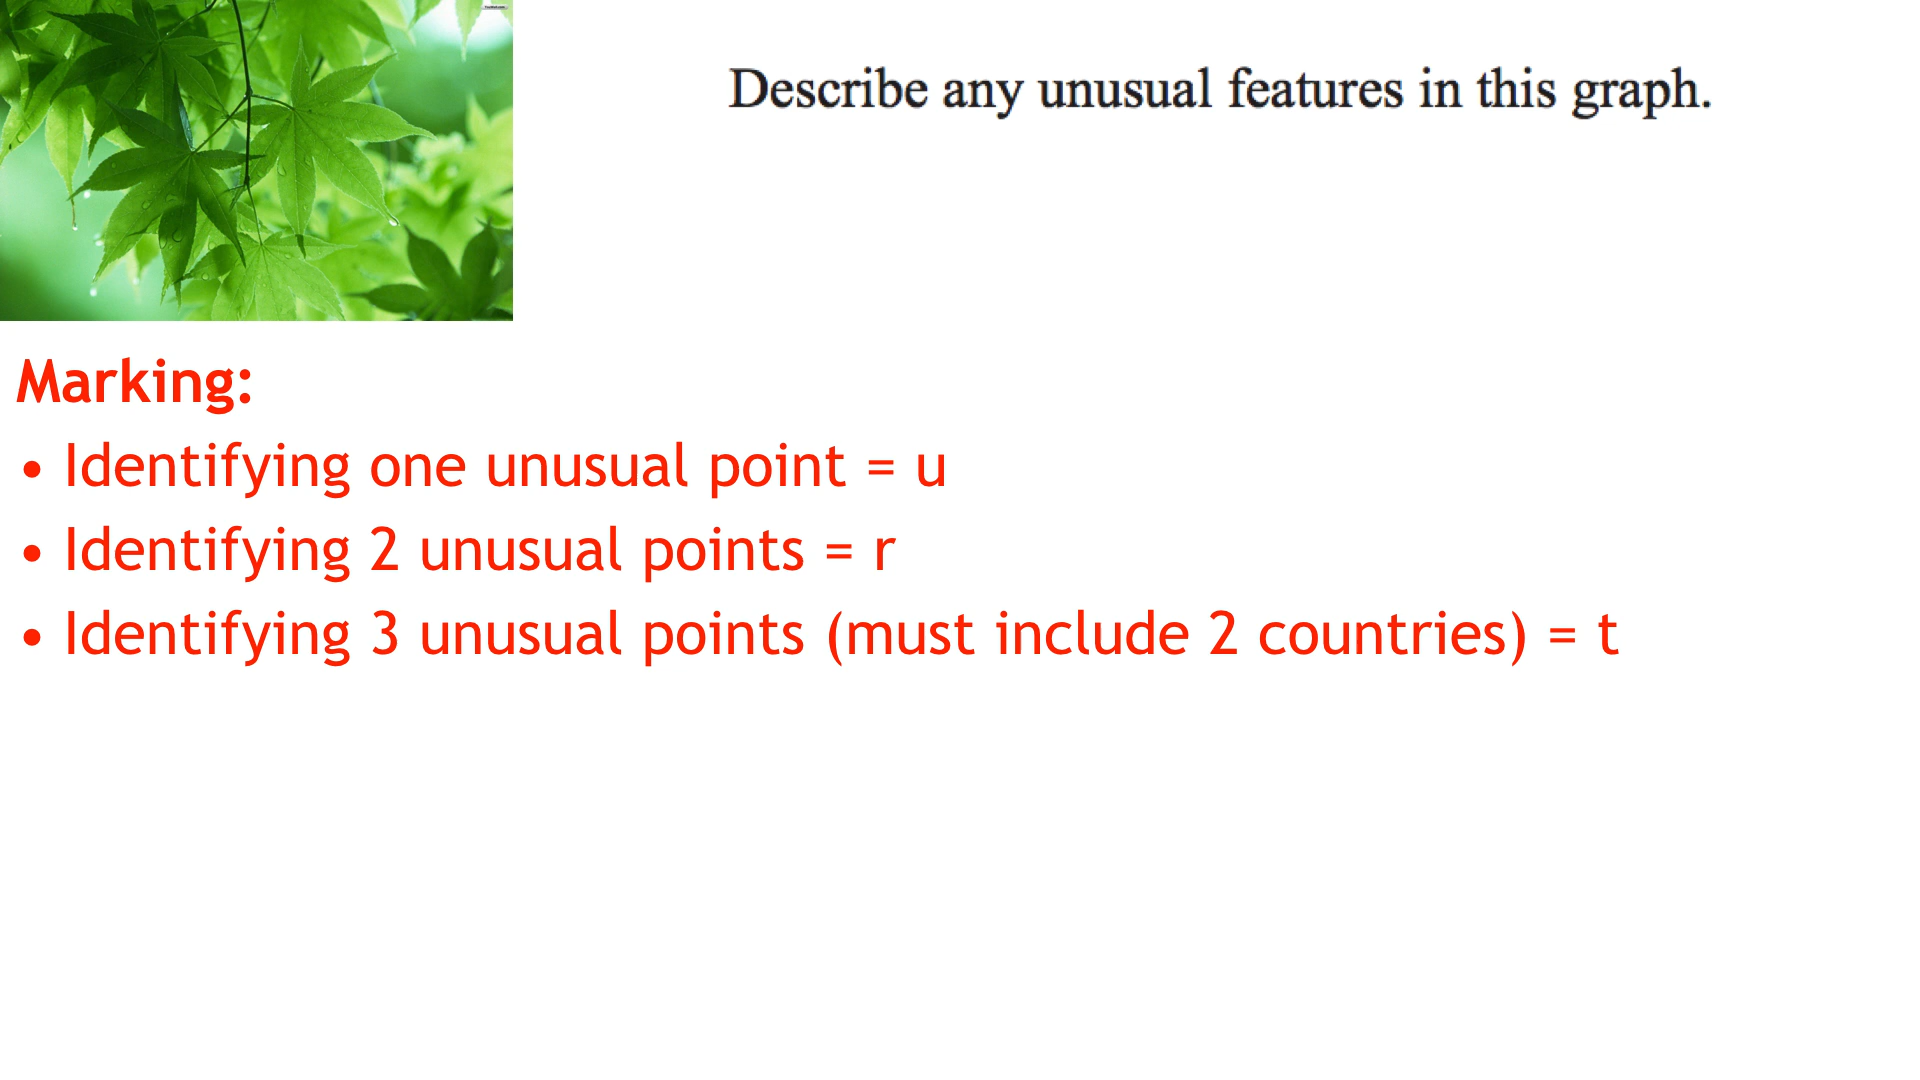 Describe any unusual features in this graph.
Marking:
• Identifying one unusual point = u
• Identifying 2 unusual points = r
• Identifying 3 unusual points (must include 2 countries) = t